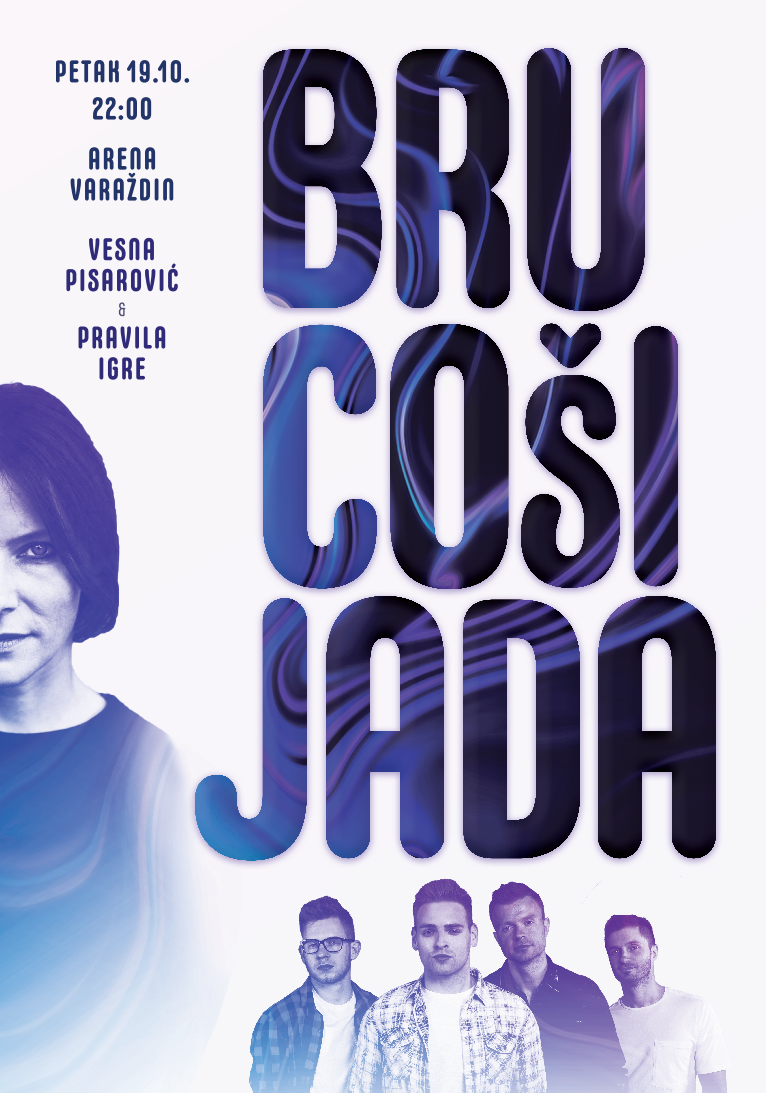 PETAK 19.10.
22:00
ARENA
VARAŽDIN
VESNA
PISAROVIĆ
&
PRAVILA
IGRE
BRU
COŠI
JADA